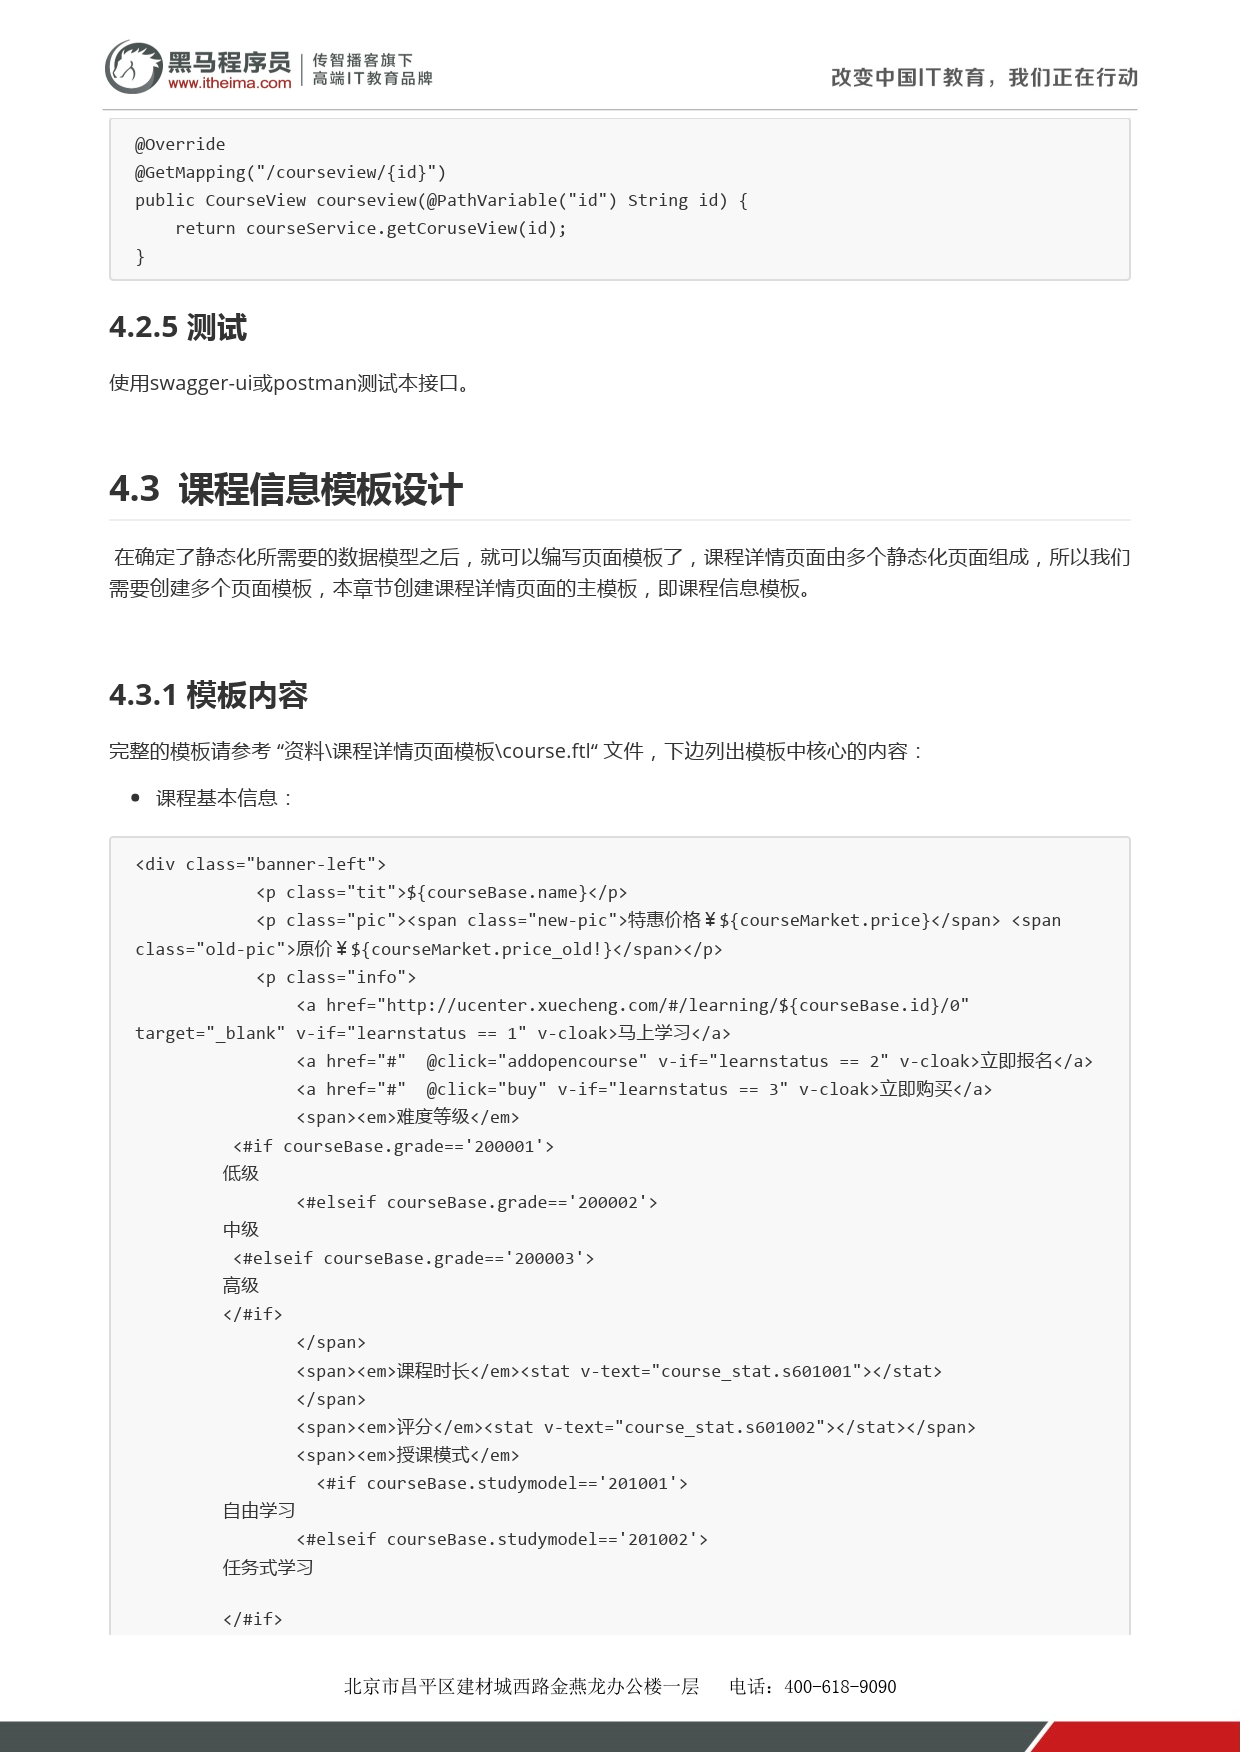 黑马程序员
www.itheima.com
传智播客旗下
高端IT教育品牌
改变中国IT教育，我们正在行动
@Override
@GetMapping("/courseview/{id}")
public CourseView courseview(@PathVariable("id") String id) {
    return courseService.getCoruseView(id);
}
4.2.5 测试
使用swagger-ui或postman测试本接口。
4.3 课程信息模板设计
在确定了静态化所需要的数据模型之后，就可以编写页面模板了，课程详情页面由多个静态化页面组成，所以我们
需要创建多个页面模板，本章节创建课程详情页面的主模板，即课程信息模板。
4.3.1 模板内容
完整的模板请参考 “资料\课程详情页面模板\course.ftl“ 文件，下边列出模板中核心的内容：
• 课程基本信息：
<div class="banner-left">
            <p class="tit">${courseBase.name}</p>
            <p class="pic"><span class="new-pic">特惠价格￥${courseMarket.price}</span> <span
class="old-pic">原价￥${courseMarket.price_old!}</span></p>
            <p class="info">
                <a href="http://ucenter.xuecheng.com/#/learning/${courseBase.id}/0"
target="_blank" v-if="learnstatus == 1" v-cloak>马上学习</a>
                <a href="#"  @click="addopencourse" v-if="learnstatus == 2" v-cloak>立即报名</a>
                <a href="#"  @click="buy" v-if="learnstatus == 3" v-cloak>立即购买</a>
                <span><em>难度等级</em>
          <#if courseBase.grade=='200001'>
         低级
                <#elseif courseBase.grade=='200002'>
         中级
          <#elseif courseBase.grade=='200003'>
         高级
         </#if>
                </span>
                <span><em>课程时长</em><stat v-text="course_stat.s601001"></stat>
                </span>
                <span><em>评分</em><stat v-text="course_stat.s601002"></stat></span>
                <span><em>授课模式</em>
                  <#if courseBase.studymodel=='201001'>
         自由学习
                <#elseif courseBase.studymodel=='201002'>
         任务式学习
         </#if>
北京市昌平区建材城西路金燕龙办公楼一层   电话：400-618-9090